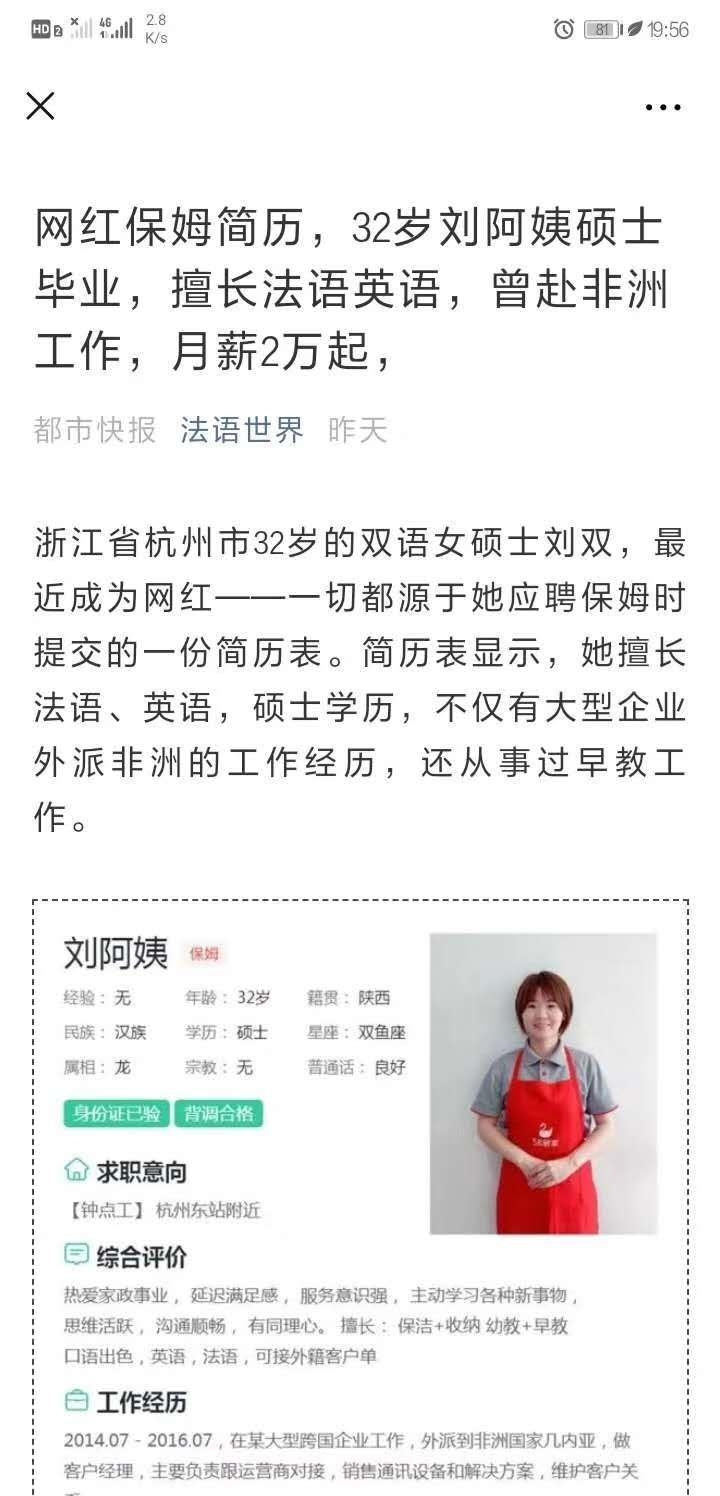 HD 2 4G 2.8 K/s 81 19:56
网红保姆简历，32岁刘阿姨硕士
毕业，擅长法语英语，曾赴非洲
工作，月薪2万起，
都市快报 法语世界 昨天
浙江省杭州市32岁的双语女硕士刘双，最
近成为网红——一切都源于她应聘保姆时
提交的一份简历表。简历表显示，她擅长
法语、英语，硕士学历，不仅有大型企业
外派非洲的工作经历，还从事过早教工
作。
刘阿姨 保姆
经验：无 年龄：32岁 籍贯：陕西
民族：汉族 学历：硕士 星座：双鱼座
属相：龙 宗教：无 普通话：良好
身份证已验 背调合格
求职意向
【钟点工】 杭州东站附近
综合评价
热爱家政事业，延迟满足感，服务意识强，主动学习各种新事物，
思维活跃，沟通顺畅，有同理心。擅长：保洁+收纳 幼教+早教
口语出色，英语，法语，可接外籍客户单
工作经历
2014.07 - 2016.07，在某大型跨国企业工作，外派到非洲国家几内亚，做
客户经理，主要负责跟运营商对接，销售通讯设备和解决方案，维护客户关